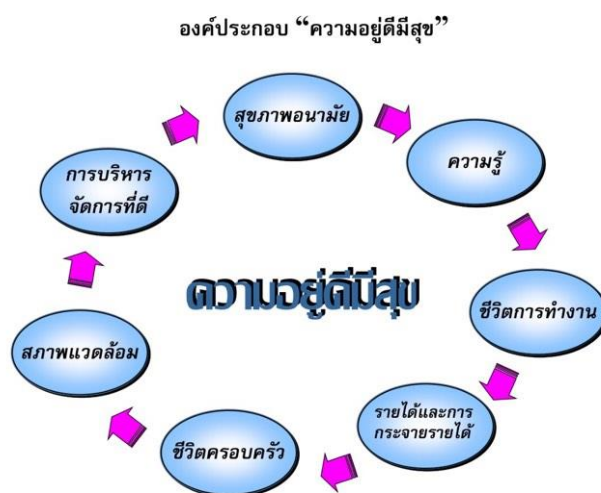 องค์ประกอบ “ความอยู่ดีมีสุข”
สุขภาพอนามัย
ความรู้
ชีวิตการทำงาน
รายได้และการ
กระจายรายได้
ชีวิตครอบครัว
สภาพแวดล้อม
การบริหาร
จัดการที่ดี
ความอยู่ดีมีสุข